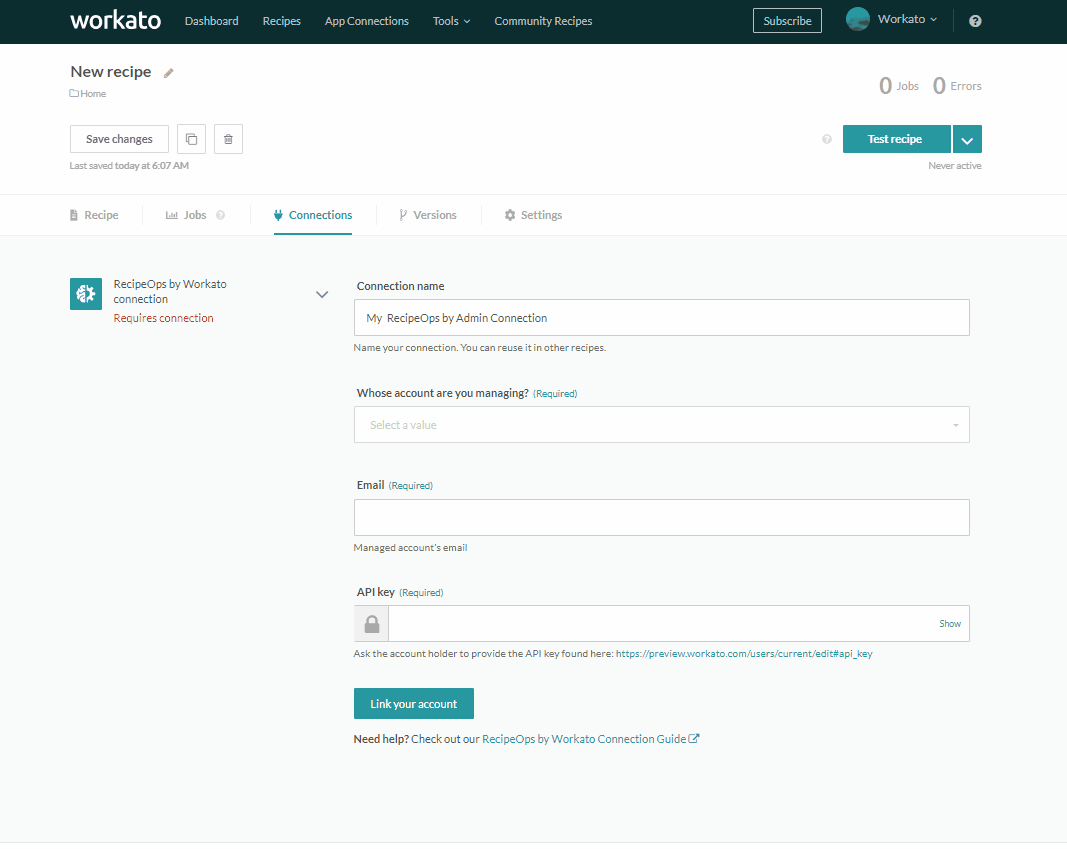 workato Dashboard Recipes App Connections Tools Community Recipes Subscribe Workato ?
New recipe
Home
0 Jobs 0 Errors
Save changes
? Test recipe
Last saved today at 6:07 AM
Never active
Recipe Jobs ? Connections Versions Settings
RecipeOps by Workato
connection
Requires connection
Connection name
My RecipeOps by Admin Connection
Name your connection. You can reuse it in other recipes.
Whose account are you managing? (Required)
Select a value
Email (Required)
Managed account's email
API key (Required)
Show
Ask the account holder to provide the API key found here: https://preview.workato.com/users/current/edit#api_key
Link your account
Need help? Check out our RecipeOps by Workato Connection Guide